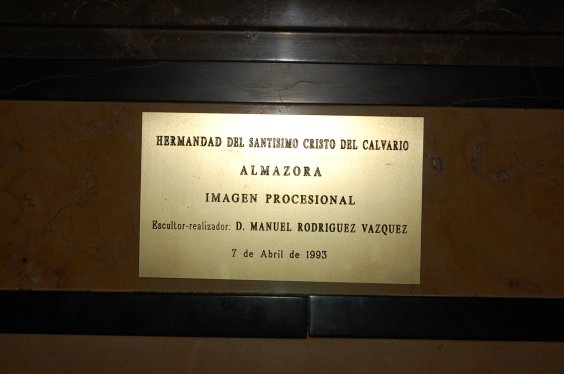 HERMANDAD DEL SANTISIMO CRISTO DEL CALVARIO
ALMAZORA
IMAGEN PROCESIONAL
Escultor-realizador: D. MANUEL RODRIGUEZ VAZQUEZ
7 de Abril de 1993